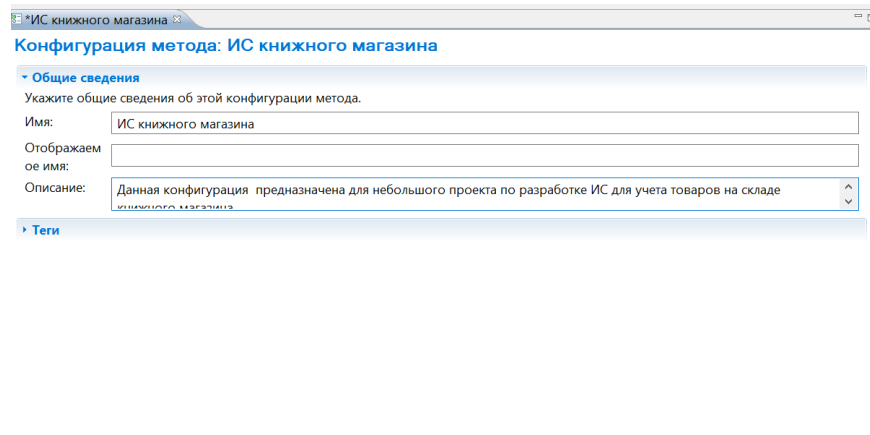 *ИС книжного магазина
Конфигурация метода: ИС книжного магазина
Общие сведения
Укажите общие сведения об этой конфигурации метода.
Имя:
ИС книжного магазина
Отображаем
ое имя:
Описание:
Данная конфигурация предназначена для небольшого проекта по разработке ИС для учета товаров на складе
книжного магазина
Теги